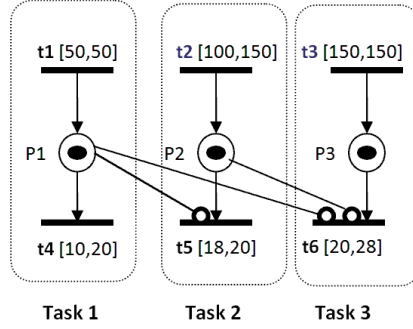 t1 [50,50] t2 [100,150] t3 [150,150]
P1 P2 P3
t4 [10,20] t5 [18,20] t6 [20,28]
Task 1 Task 2 Task 3